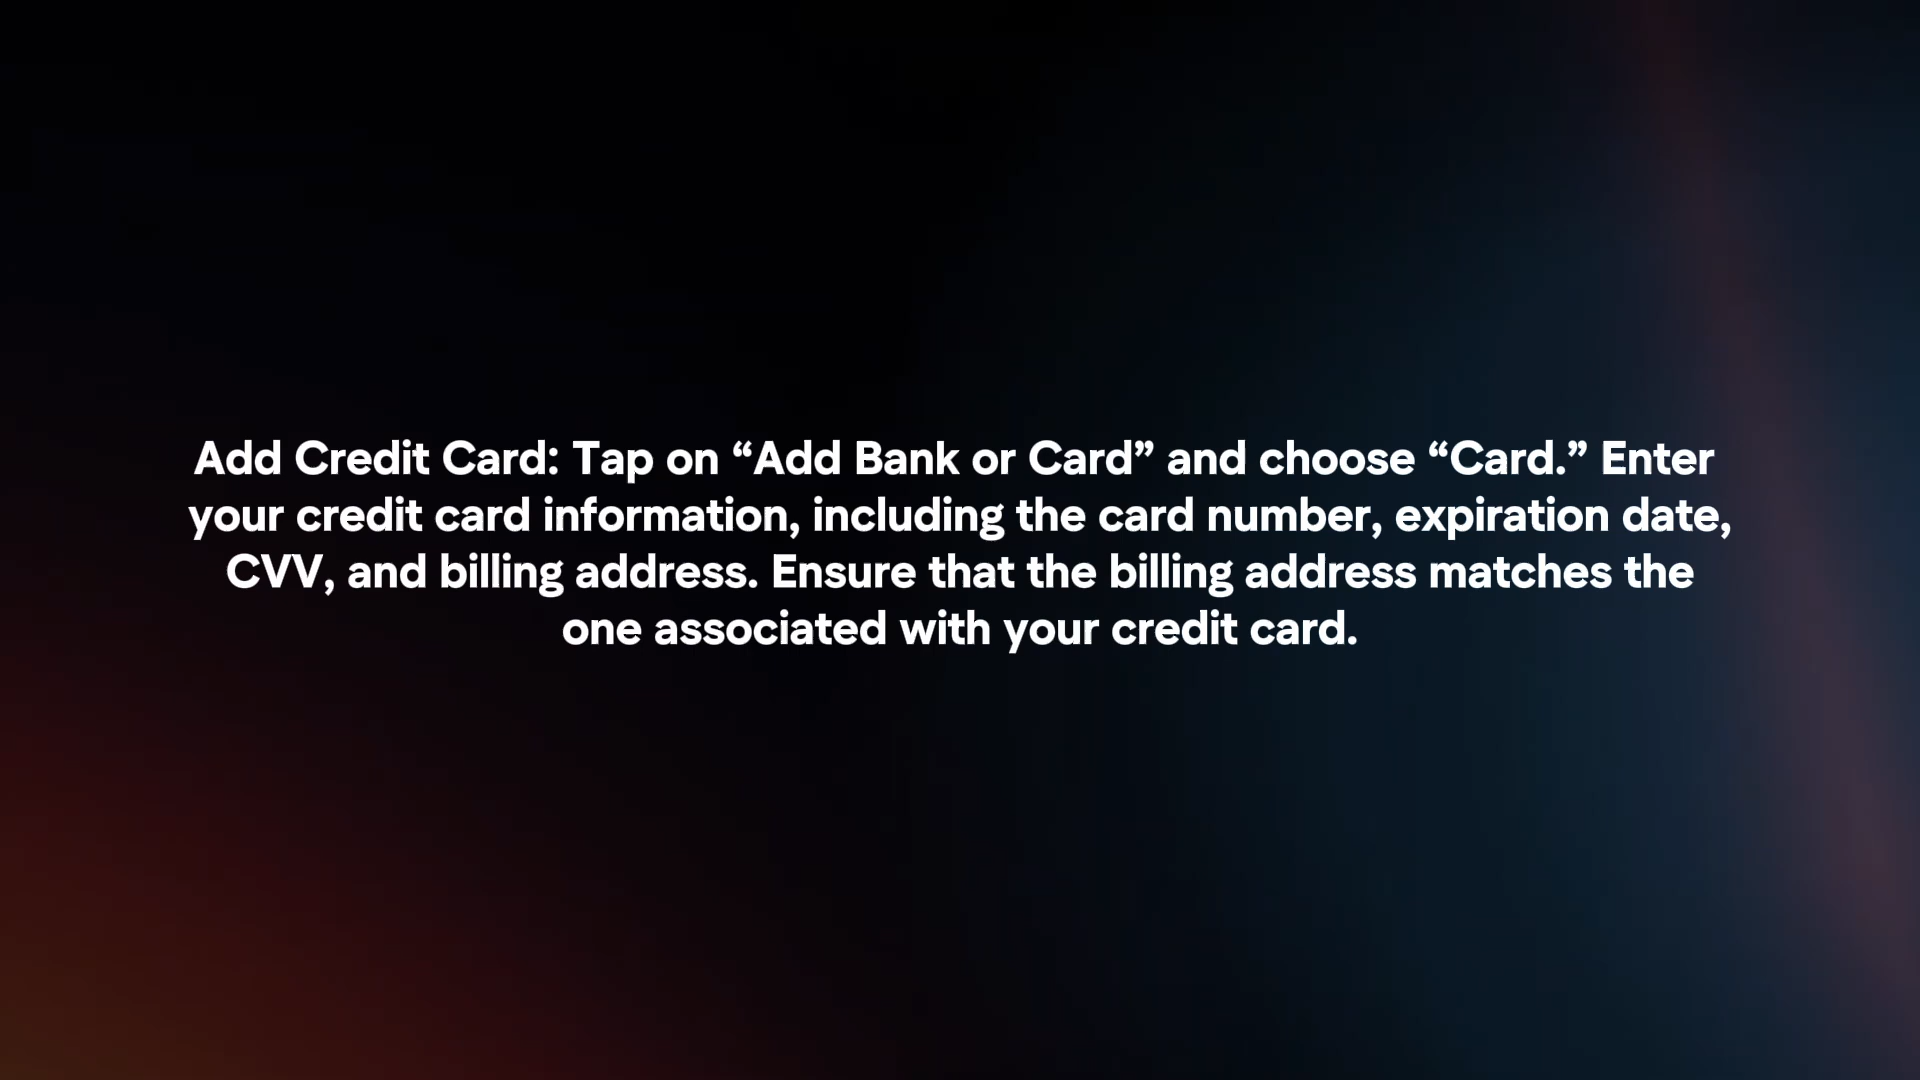 Add Credit Card: Tap on “Add Bank or Card” and choose “Card.” Enter
your credit card information, including the card number, expiration date,
CVV, and billing address. Ensure that the billing address matches the
one associated with your credit card.